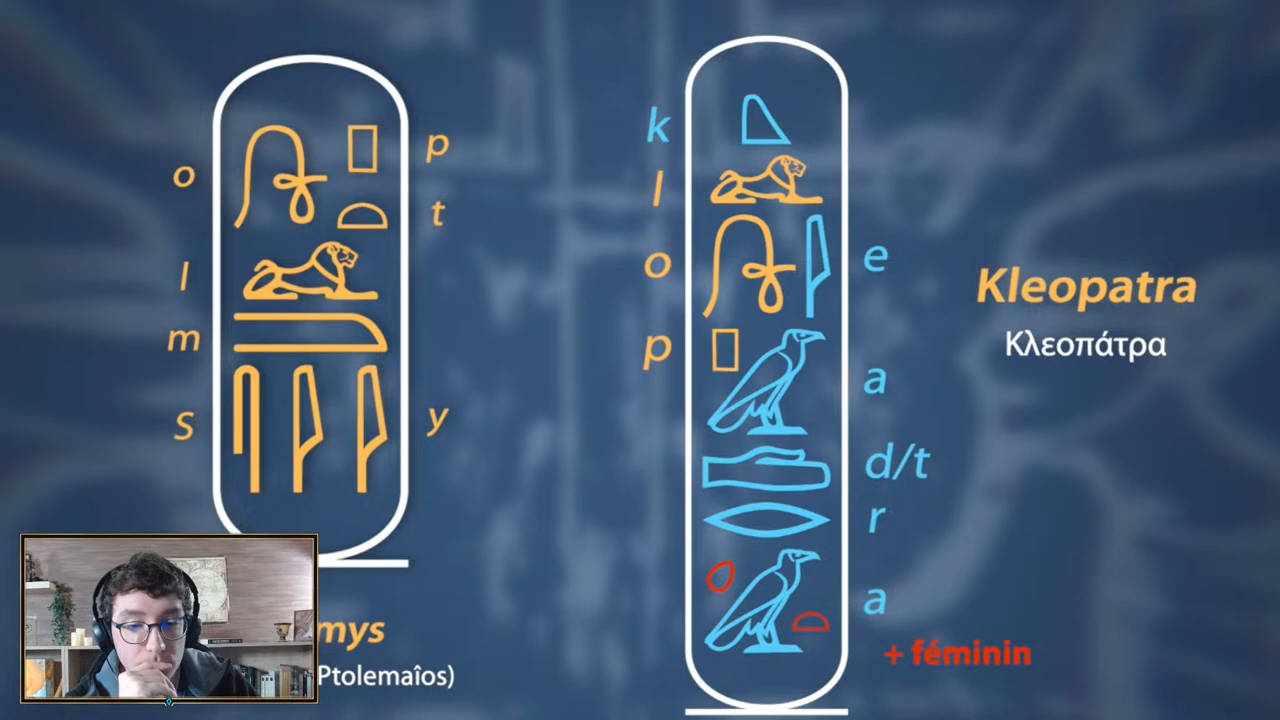 o
p
t
l
m
s
y
mys
Ptolemaîos)
k
l
o
e
p
a
d/t
r
a
+ féminin
Kleopatra
Κλεοπάτρα